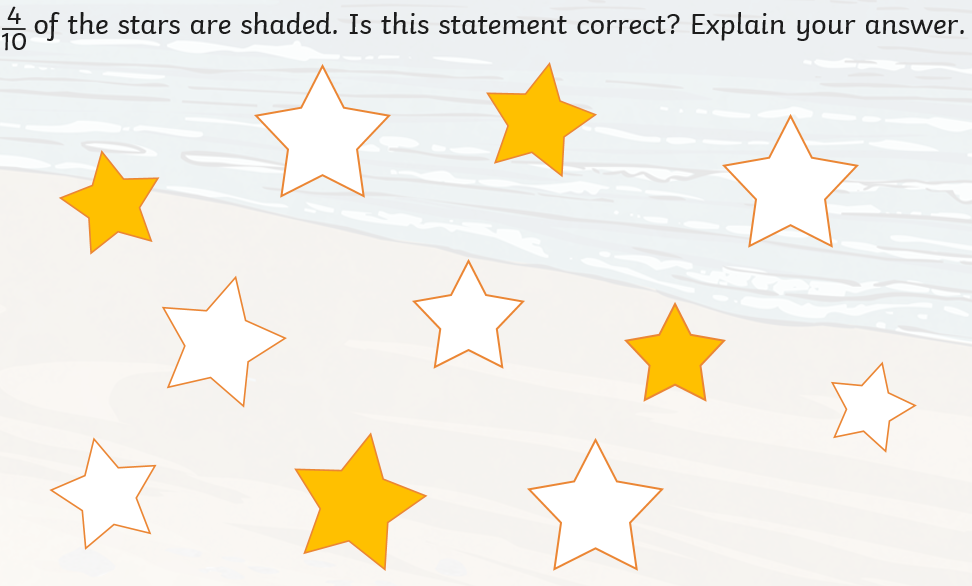 4/10 of the stars are shaded. Is this statement correct? Explain your answer.